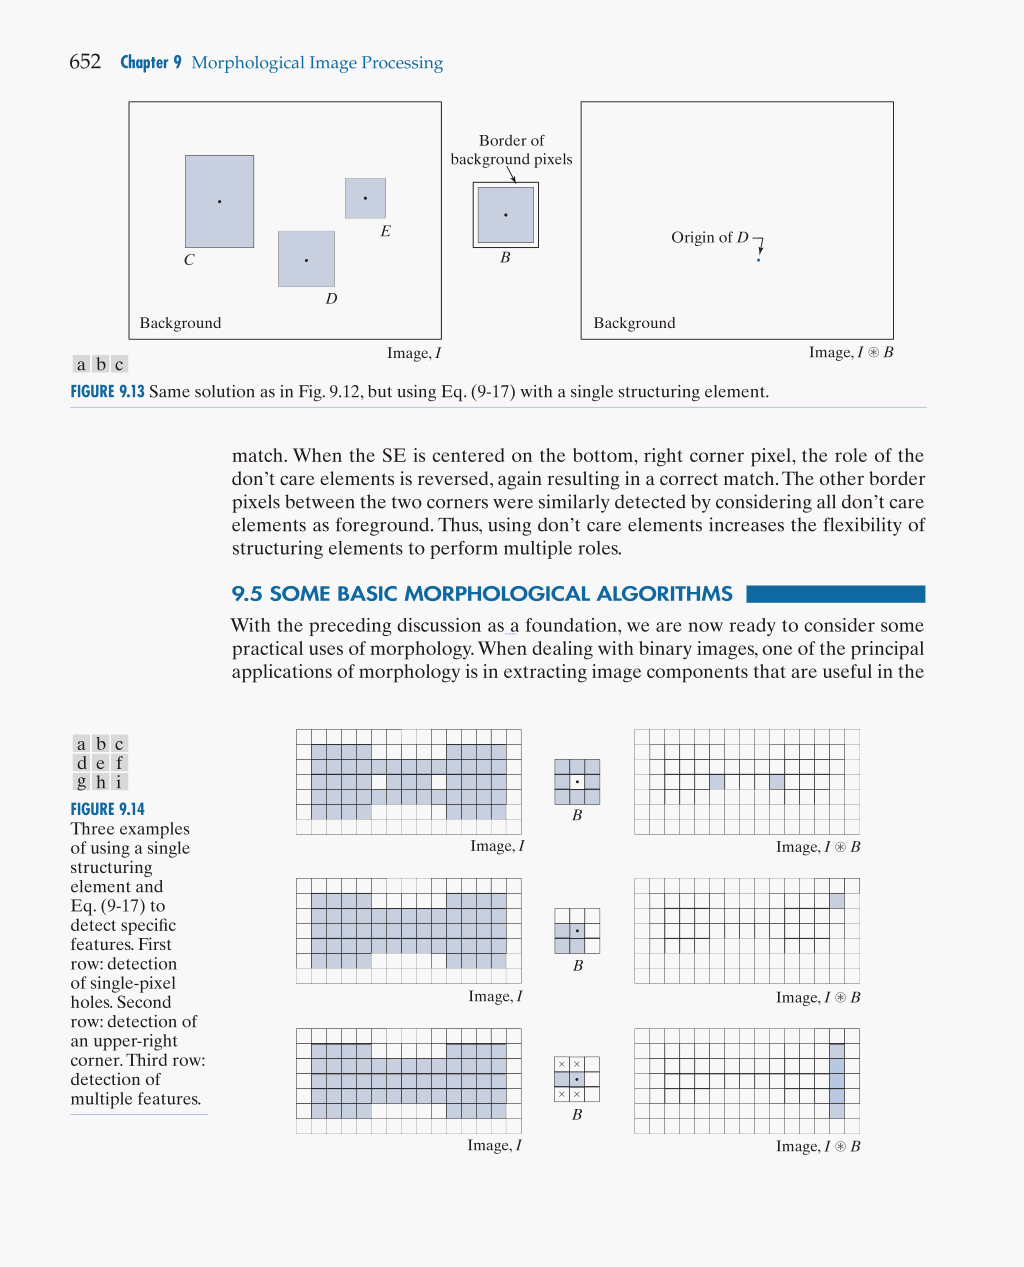 652 Chapter 9 Morphological Image Processing
Border of
background pixels
C
D
E
Background
Image, I
B
Origin of D
Background
Image, I ⊛ B
a b c
FIGURE 9.13 Same solution as in Fig. 9.12, but using Eq. (9-17) with a single structuring element.
match. When the SE is centered on the bottom, right corner pixel, the role of the
don’t care elements is reversed, again resulting in a correct match. The other border
pixels between the two corners were similarly detected by considering all don’t care
elements as foreground. Thus, using don’t care elements increases the flexibility of
structuring elements to perform multiple roles.
9.5 SOME BASIC MORPHOLOGICAL ALGORITHMS
With the preceding discussion as a foundation, we are now ready to consider some
practical uses of morphology. When dealing with binary images, one of the principal
applications of morphology is in extracting image components that are useful in the
a b c
d e f
g h i
FIGURE 9.14
Three examples
of using a single
structuring
element and
Eq. (9-17) to
detect specific
features. First
row: detection
of single-pixel
holes. Second
row: detection of
an upper-right
corner. Third row:
detection of
multiple features.
B
Image, I
Image, I ⊛ B
B
Image, I
Image, I ⊛ B
× ×
× ×
B
Image, I
Image, I ⊛ B